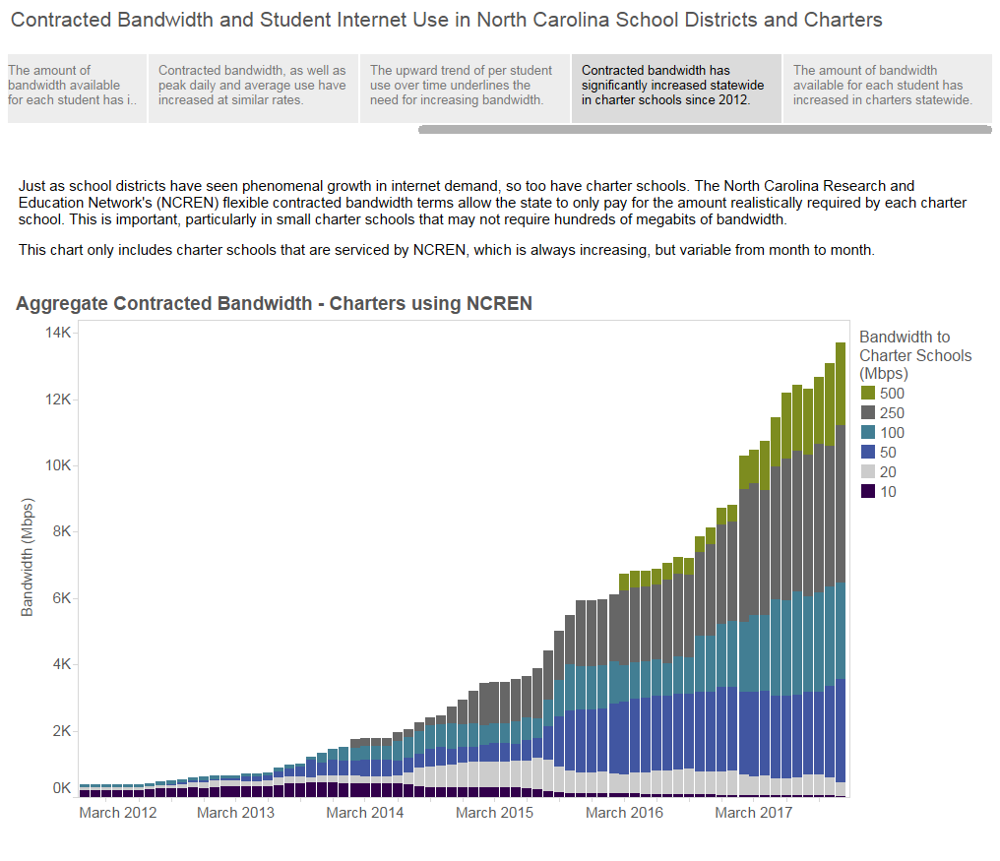 Contracted Bandwidth and Student Internet Use in North Carolina School Districts and Charters
The amount of
bandwidth available
for each student has i..
Contracted bandwidth, as well as
peak daily and average use have
increased at similar rates.
The upward trend of per student
use over time underlines the
need for increasing bandwidth.
Contracted bandwidth has
significantly increased statewide
in charter schools since 2012.
The amount of bandwidth
available for each student has
increased in charters statewide.
Just as school districts have seen phenomenal growth in internet demand, so too have charter schools. The North Carolina Research and
Education Network's (NCREN) flexible contracted bandwidth terms allow the state to only pay for the amount realistically required by each charter
school. This is important, particularly in small charter schools that may not require hundreds of megabits of bandwidth.
This chart only includes charter schools that are serviced by NCREN, which is always increasing, but variable from month to month.
Aggregate Contracted Bandwidth - Charters using NCREN
14K
12K
10K
8K
6K
4K
2K
0K
Bandwidth (Mbps)
March 2012
March 2013
March 2014
March 2015
March 2016
March 2017
Bandwidth to
Charter Schools
(Mbps)
500
250
100
50
20
10